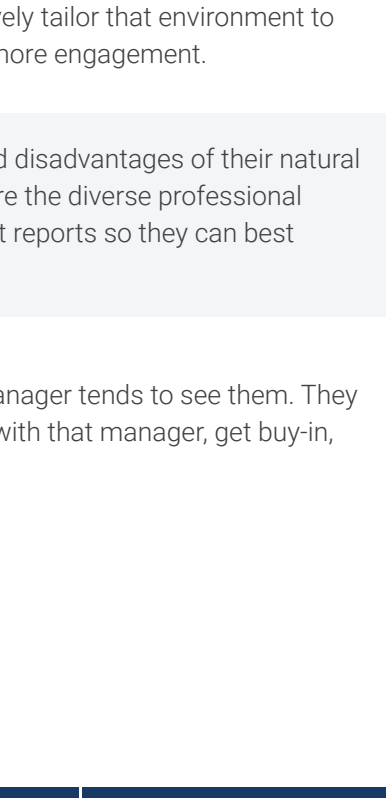 vely tailor that environment to
more engagement.
d disadvantages of their natural
re the diverse professional
t reports so they can best
anager tends to see them. They
with that manager, get buy-in,